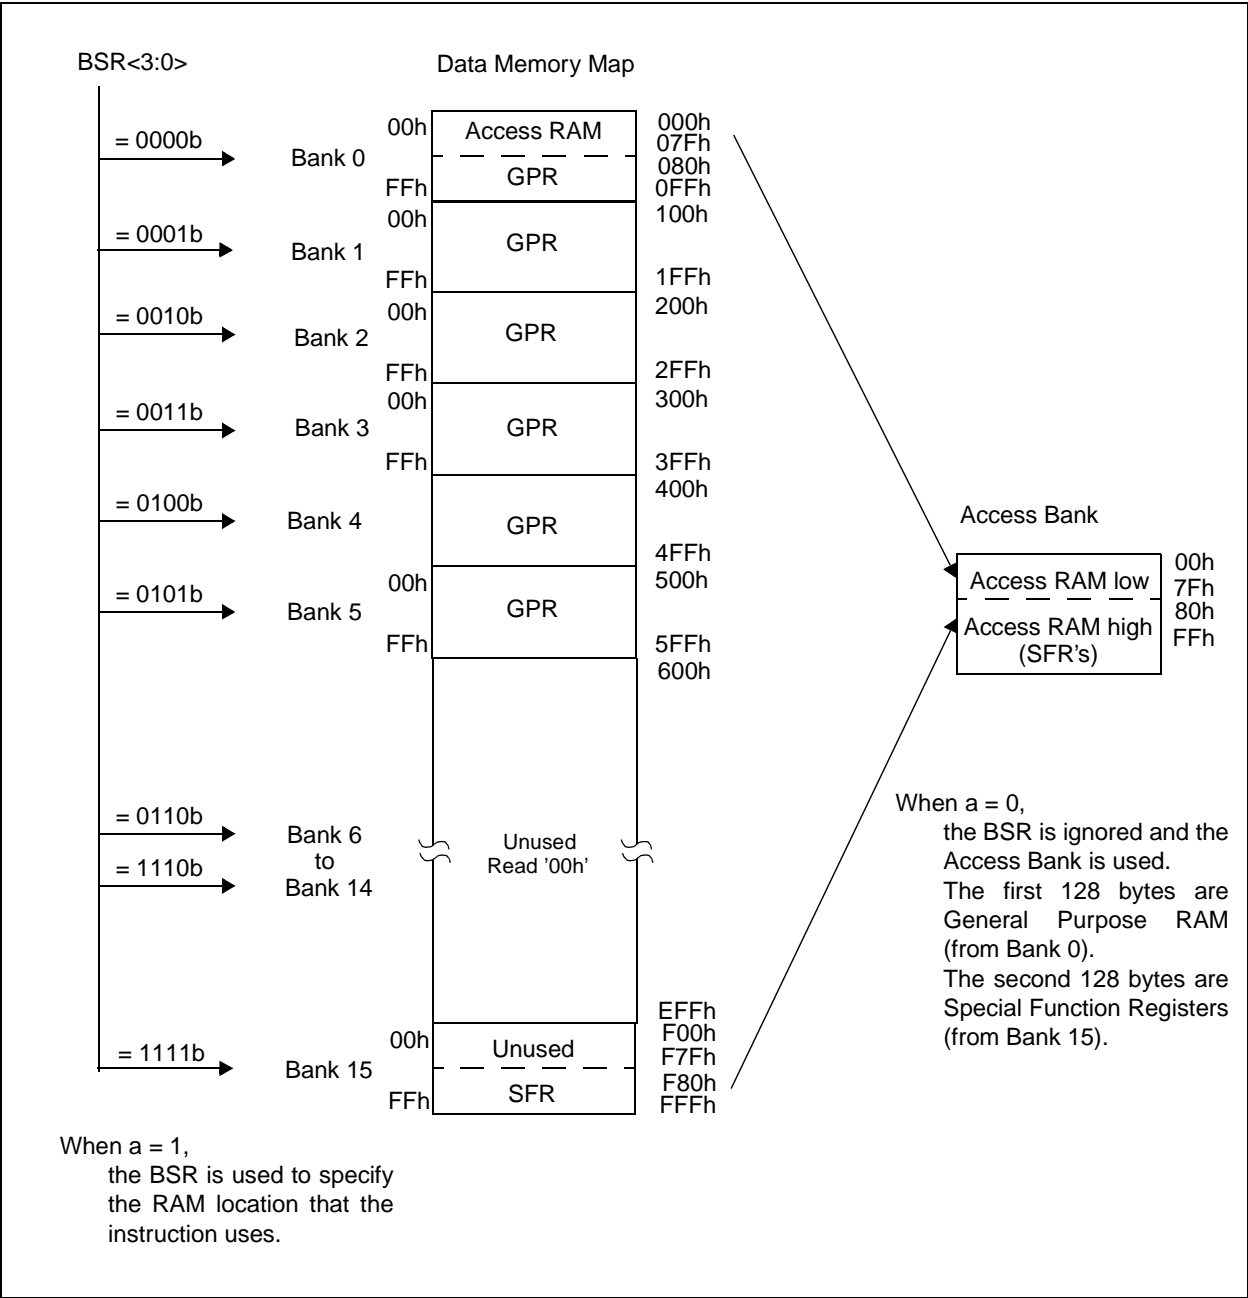 BSR<3:0>
Data Memory Map
= 0000b
Bank 0
00h
FFh
Access RAM
GPR
000h
07Fh
080h
0FFh
= 0001b
Bank 1
00h
FFh
GPR
100h
1FFh
= 0010b
Bank 2
00h
FFh
GPR
200h
2FFh
= 0011b
Bank 3
00h
FFh
GPR
300h
3FFh
= 0100b
Bank 4
GPR
400h
4FFh
= 0101b
Bank 5
00h
FFh
GPR
500h
5FFh
600h
= 0110b
= 1110b
Bank 6
to
Bank 14
Unused
Read '00h'
EFFh
= 1111b
Bank 15
00h
FFh
Unused
SFR
F00h
F7Fh
F80h
FFFh
Access Bank
Access RAM low
Access RAM high
(SFR's)
00h
7Fh
80h
FFh
When a = 0,
the BSR is ignored and the
Access Bank is used.
The first 128 bytes are
General Purpose RAM
(from Bank 0).
The second 128 bytes are
Special Function Registers
(from Bank 15).
When a = 1,
the BSR is used to specify
the RAM location that the
instruction uses.